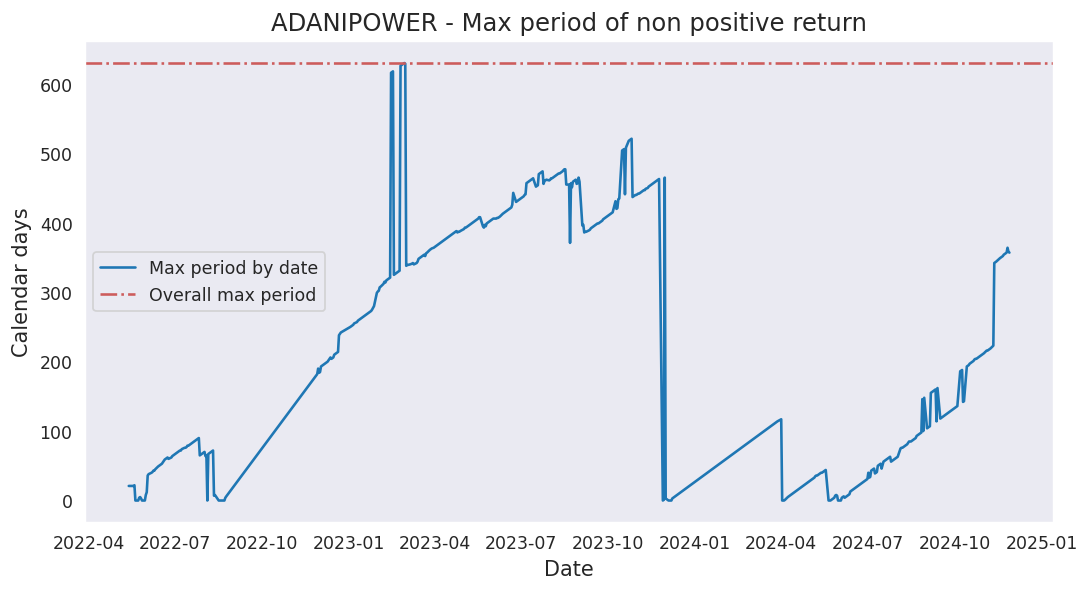 ADANIPOWER - Max period of non positive return
Calendar days
600
500
400
300
200
100
0
Max period by date
Overall max period
2022-04 2022-07 2022-10 2023-01 2023-04 2023-07 2023-10 2024-01 2024-04 2024-07 2024-10 2025-01
Date